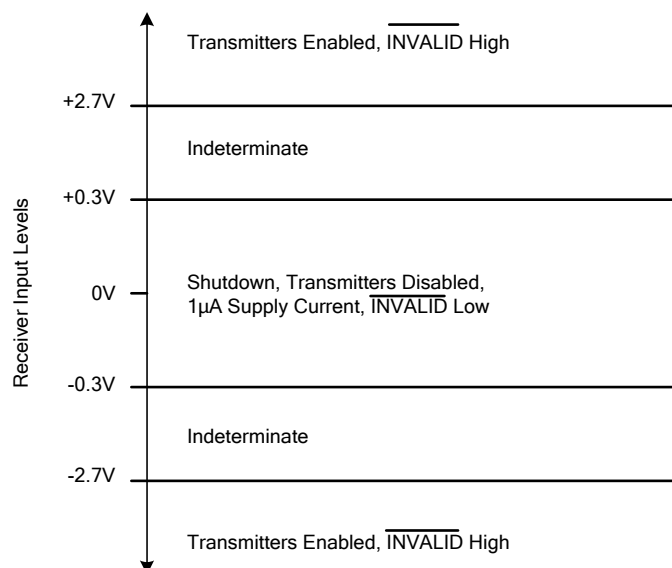 Transmitters Enabled, INVALID High
+2.7V
Indeterminate
+0.3V
Receiver Input Levels
0V
Shutdown, Transmitters Disabled,
1µA Supply Current, INVALID Low
-0.3V
Indeterminate
-2.7V
Transmitters Enabled, INVALID High